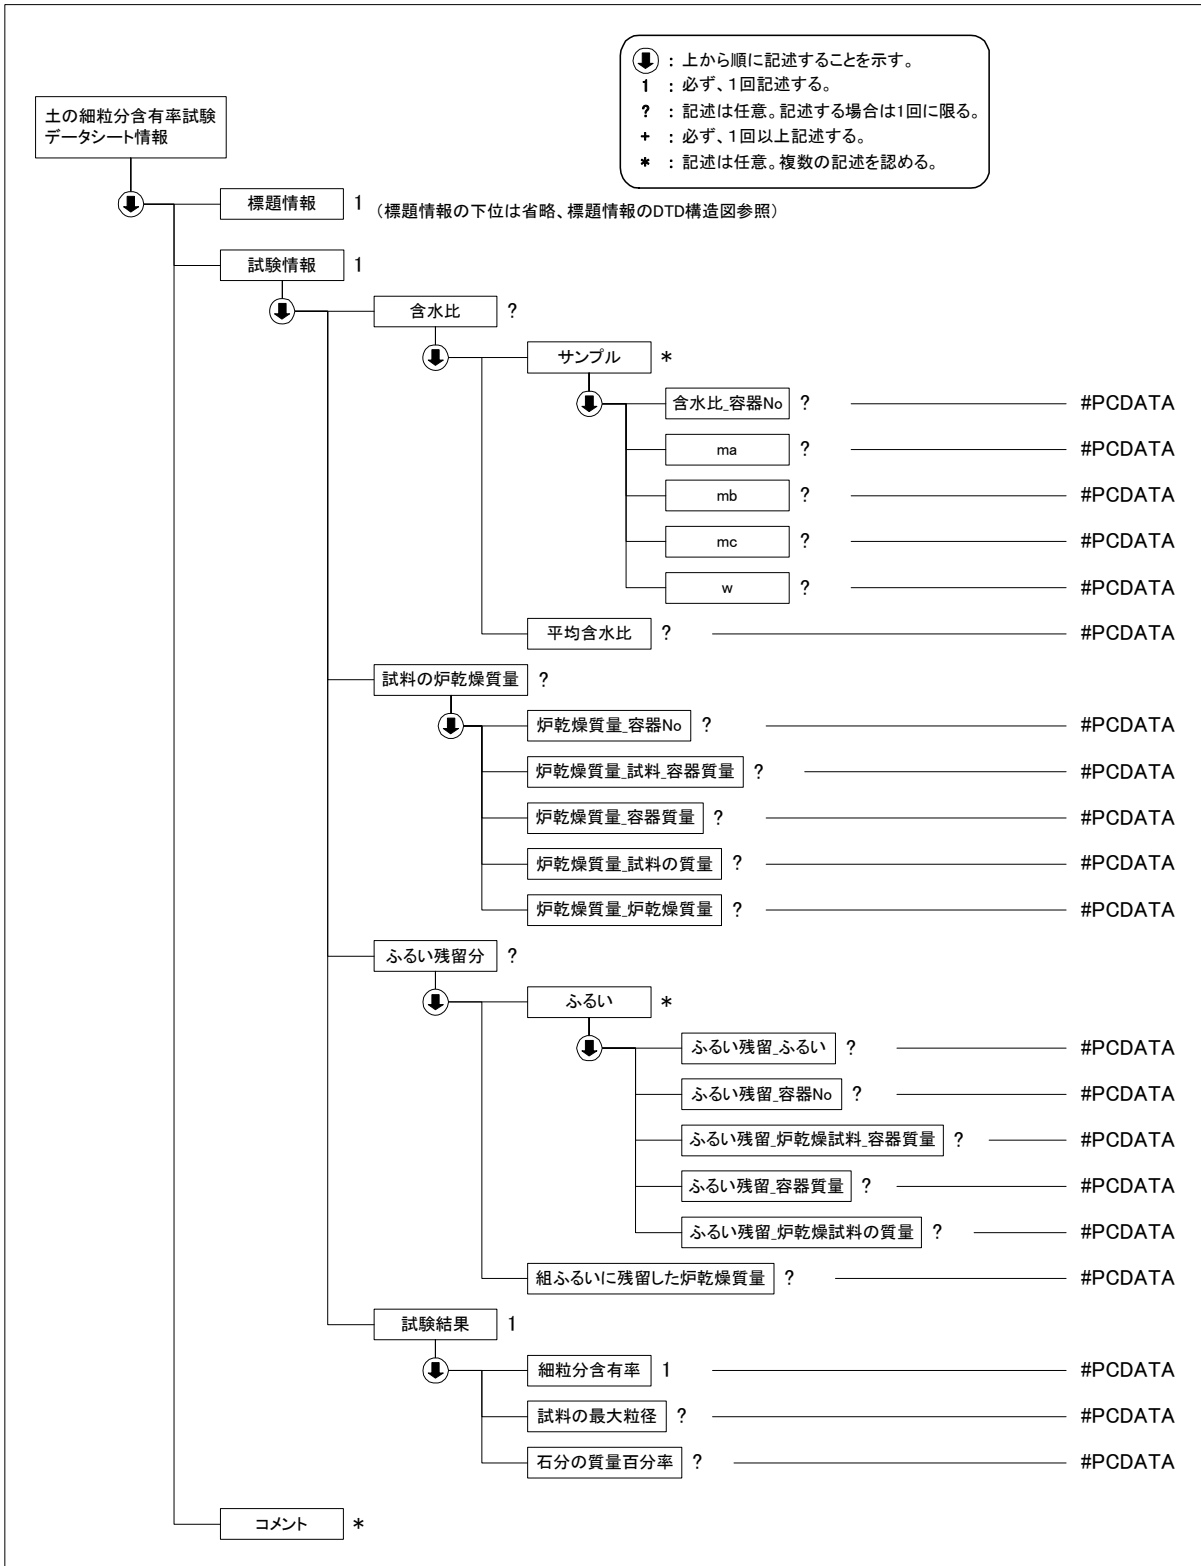 : 上から順に記述することを示す。
1 : 必ず、1回記述する。
? : 記述は任意。記述する場合は1回に限る。
+ : 必ず、1回以上記述する。
* : 記述は任意。複数の記述を認める。
土の細粒分含有率試験
データシート情報
標題情報 1 (標題情報の下位は省略、標題情報のDTD構造図参照)
試験情報 1
含水比 ?
サンプル *
含水比_容器No ? #PCDATA
ma ? #PCDATA
mb ? #PCDATA
mc ? #PCDATA
w ? #PCDATA
平均含水比 ? #PCDATA
試料の炉乾燥質量 ?
炉乾燥質量_容器No ? #PCDATA
炉乾燥質量_試料_容器質量 ? #PCDATA
炉乾燥質量_容器質量 ? #PCDATA
炉乾燥質量_試料の質量 ? #PCDATA
炉乾燥質量_炉乾燥質量 ? #PCDATA
ふるい残留分 ?
ふるい *
ふるい残留_ふるい ? #PCDATA
ふるい残留_容器No ? #PCDATA
ふるい残留_炉乾燥試料_容器質量 ? #PCDATA
ふるい残留_容器質量 ? #PCDATA
ふるい残留_炉乾燥試料の質量 ? #PCDATA
組ふるいに残留した炉乾燥質量 ? #PCDATA
試験結果 1
細粒分含有率 1 #PCDATA
試料の最大粒径 ? #PCDATA
石分の質量百分率 ? #PCDATA
コメント *